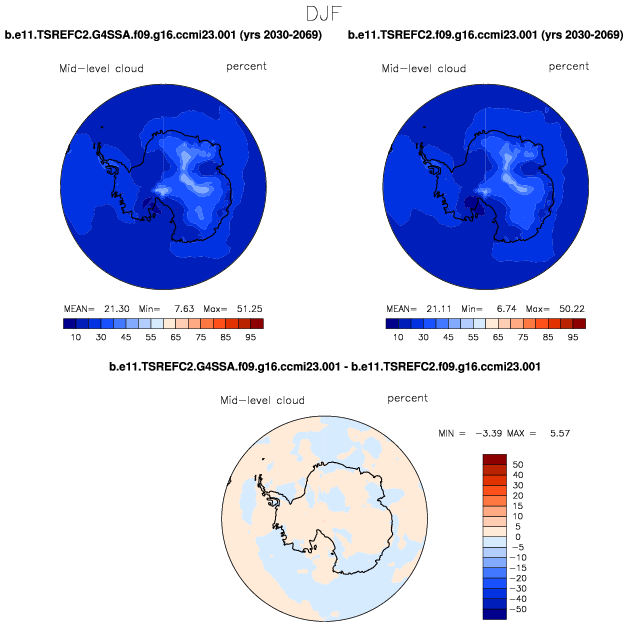 DJF
b.e11.TSREFC2.G4SSA.f09.g16.ccmi23.001 (yrs 2030-2069)
b.e11.TSREFC2.f09.g16.ccmi23.001 (yrs 2030-2069)
Mid-level cloud percent
Mid-level cloud percent
MEAN= 21.30 Min= 7.63 Max= 51.25
MEAN= 21.11 Min= 6.74 Max= 50.22
10 30 45 55 65 75 85 95
10 30 45 55 65 75 85 95
b.e11.TSREFC2.G4SSA.f09.g16.ccmi23.001 - b.e11.TSREFC2.f09.g16.ccmi23.001
Mid-level cloud percent
MIN = -3.39 MAX = 5.57
50
40
30
20
15
10
5
0
-5
-10
-15
-20
-30
-40
-50